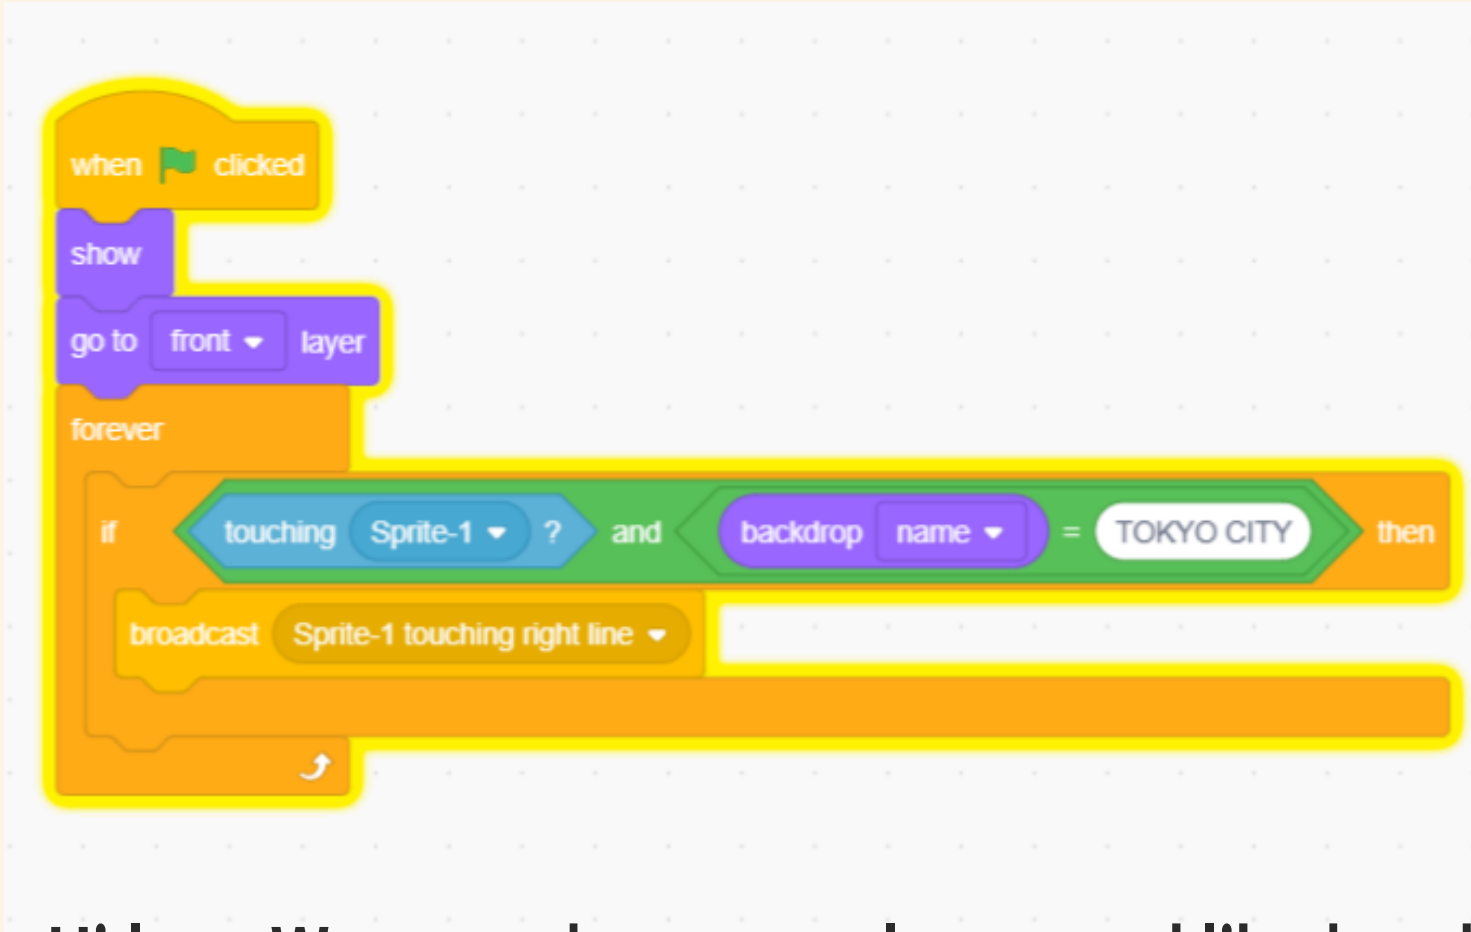 when clicked
show
go to front layer
forever
if touching Sprite-1 ? and backdrop name = TOKYO CITY then
broadcast Sprite-1 touching right line